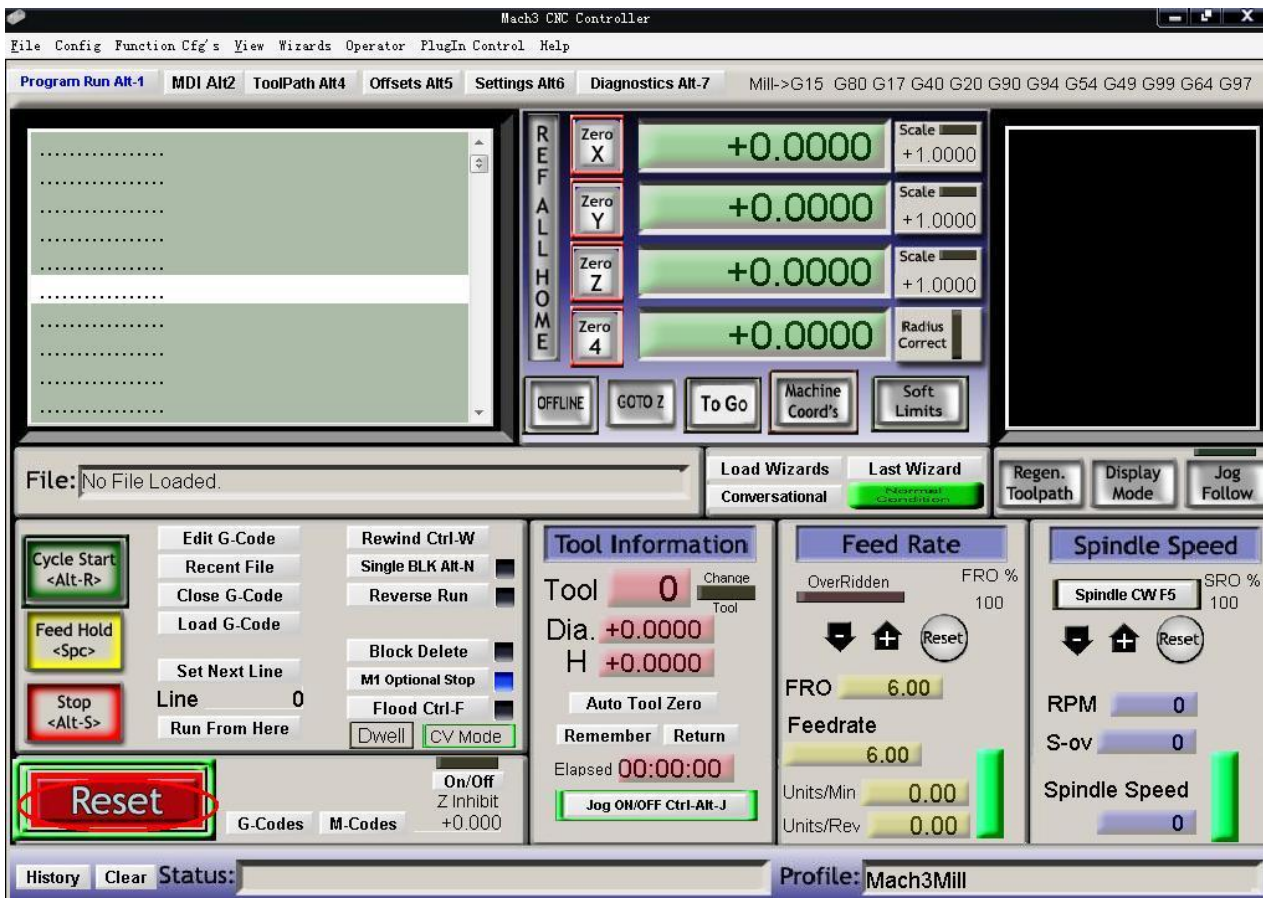 Mach3 CNC Controller
File Config Function Cfg's View Wizards Operator PlugIn Control Help
Program Run Alt-1 MDI Alt2 ToolPath Alt4 Offsets Alt5 Settings Alt6 Diagnostics Alt-7 Mill->G15 G80 G17 G40 G20 G90 G94 G54 G49 G99 G64 G97
REF ALL HOME
Zero X +0.0000 Scale +1.0000
Zero Y +0.0000 Scale +1.0000
Zero Z +0.0000 Scale +1.0000
Zero 4 +0.0000 Radius Correct
OFFLINE GOTO Z To Go Machine Coord's Soft Limits
File: No File Loaded.
Load Wizards Last Wizard
Conversational Normal Condition
Regen. Toolpath Display Mode Jog Follow
Cycle Start <Alt-R>
Feed Hold <Spc>
Stop <Alt-S>
Edit G-Code
Recent File
Close G-Code
Load G-Code
Set Next Line
Line 0
Run From Here
Rewind Ctrl-W
Single BLK Alt-N
Reverse Run
Block Delete
M1 Optional Stop
Flood Ctrl-F
Dwell CV Mode
Reset
G-Codes M-Codes
On/Off
Z Inhibit
+0.000
Tool Information
Tool 0 Change Tool
Dia. +0.0000
H +0.0000
Auto Tool Zero
Remember Return
Elapsed 00:00:00
Jog ON/OFF Ctrl-Alt-J
Feed Rate
OverRidden FRO %
100
Reset
FRO 6.00
Feedrate
6.00
Units/Min 0.00
Units/Rev 0.00
Spindle Speed
Spindle CW F5 SRO %
100
Reset
RPM 0
S-ov 0
Spindle Speed
0
History Clear Status:
Profile: Mach3Mill